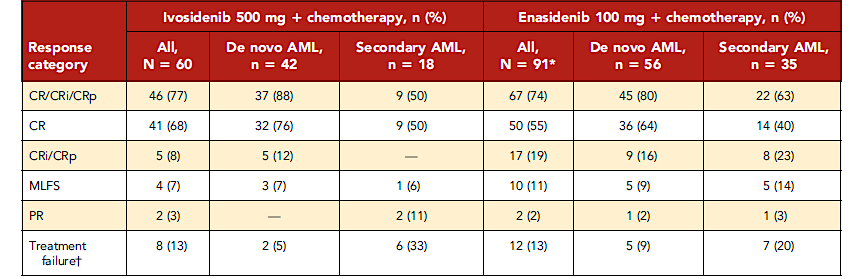 Ivosidenib 500 mg + chemotherapy, n (%) Enasidenib 100 mg + chemotherapy, n (%)
Response category All, N = 60 De novo AML, n = 42 Secondary AML, n = 18 All, N = 91* De novo AML, n = 56 Secondary AML, n = 35
CR/CRi/CRp 46 (77) 37 (88) 9 (50) 67 (74) 45 (80) 22 (63)
CR 41 (68) 32 (76) 9 (50) 50 (55) 36 (64) 14 (40)
CRi/CRp 5 (8) 5 (12) — 17 (19) 9 (16) 8 (23)
MLFS 4 (7) 3 (7) 1 (6) 10 (11) 5 (9) 5 (14)
PR 2 (3) — 2 (11) 2 (2) 1 (2) 1 (3)
Treatment failure† 8 (13) 2 (5) 6 (33) 12 (13) 5 (9) 7 (20)